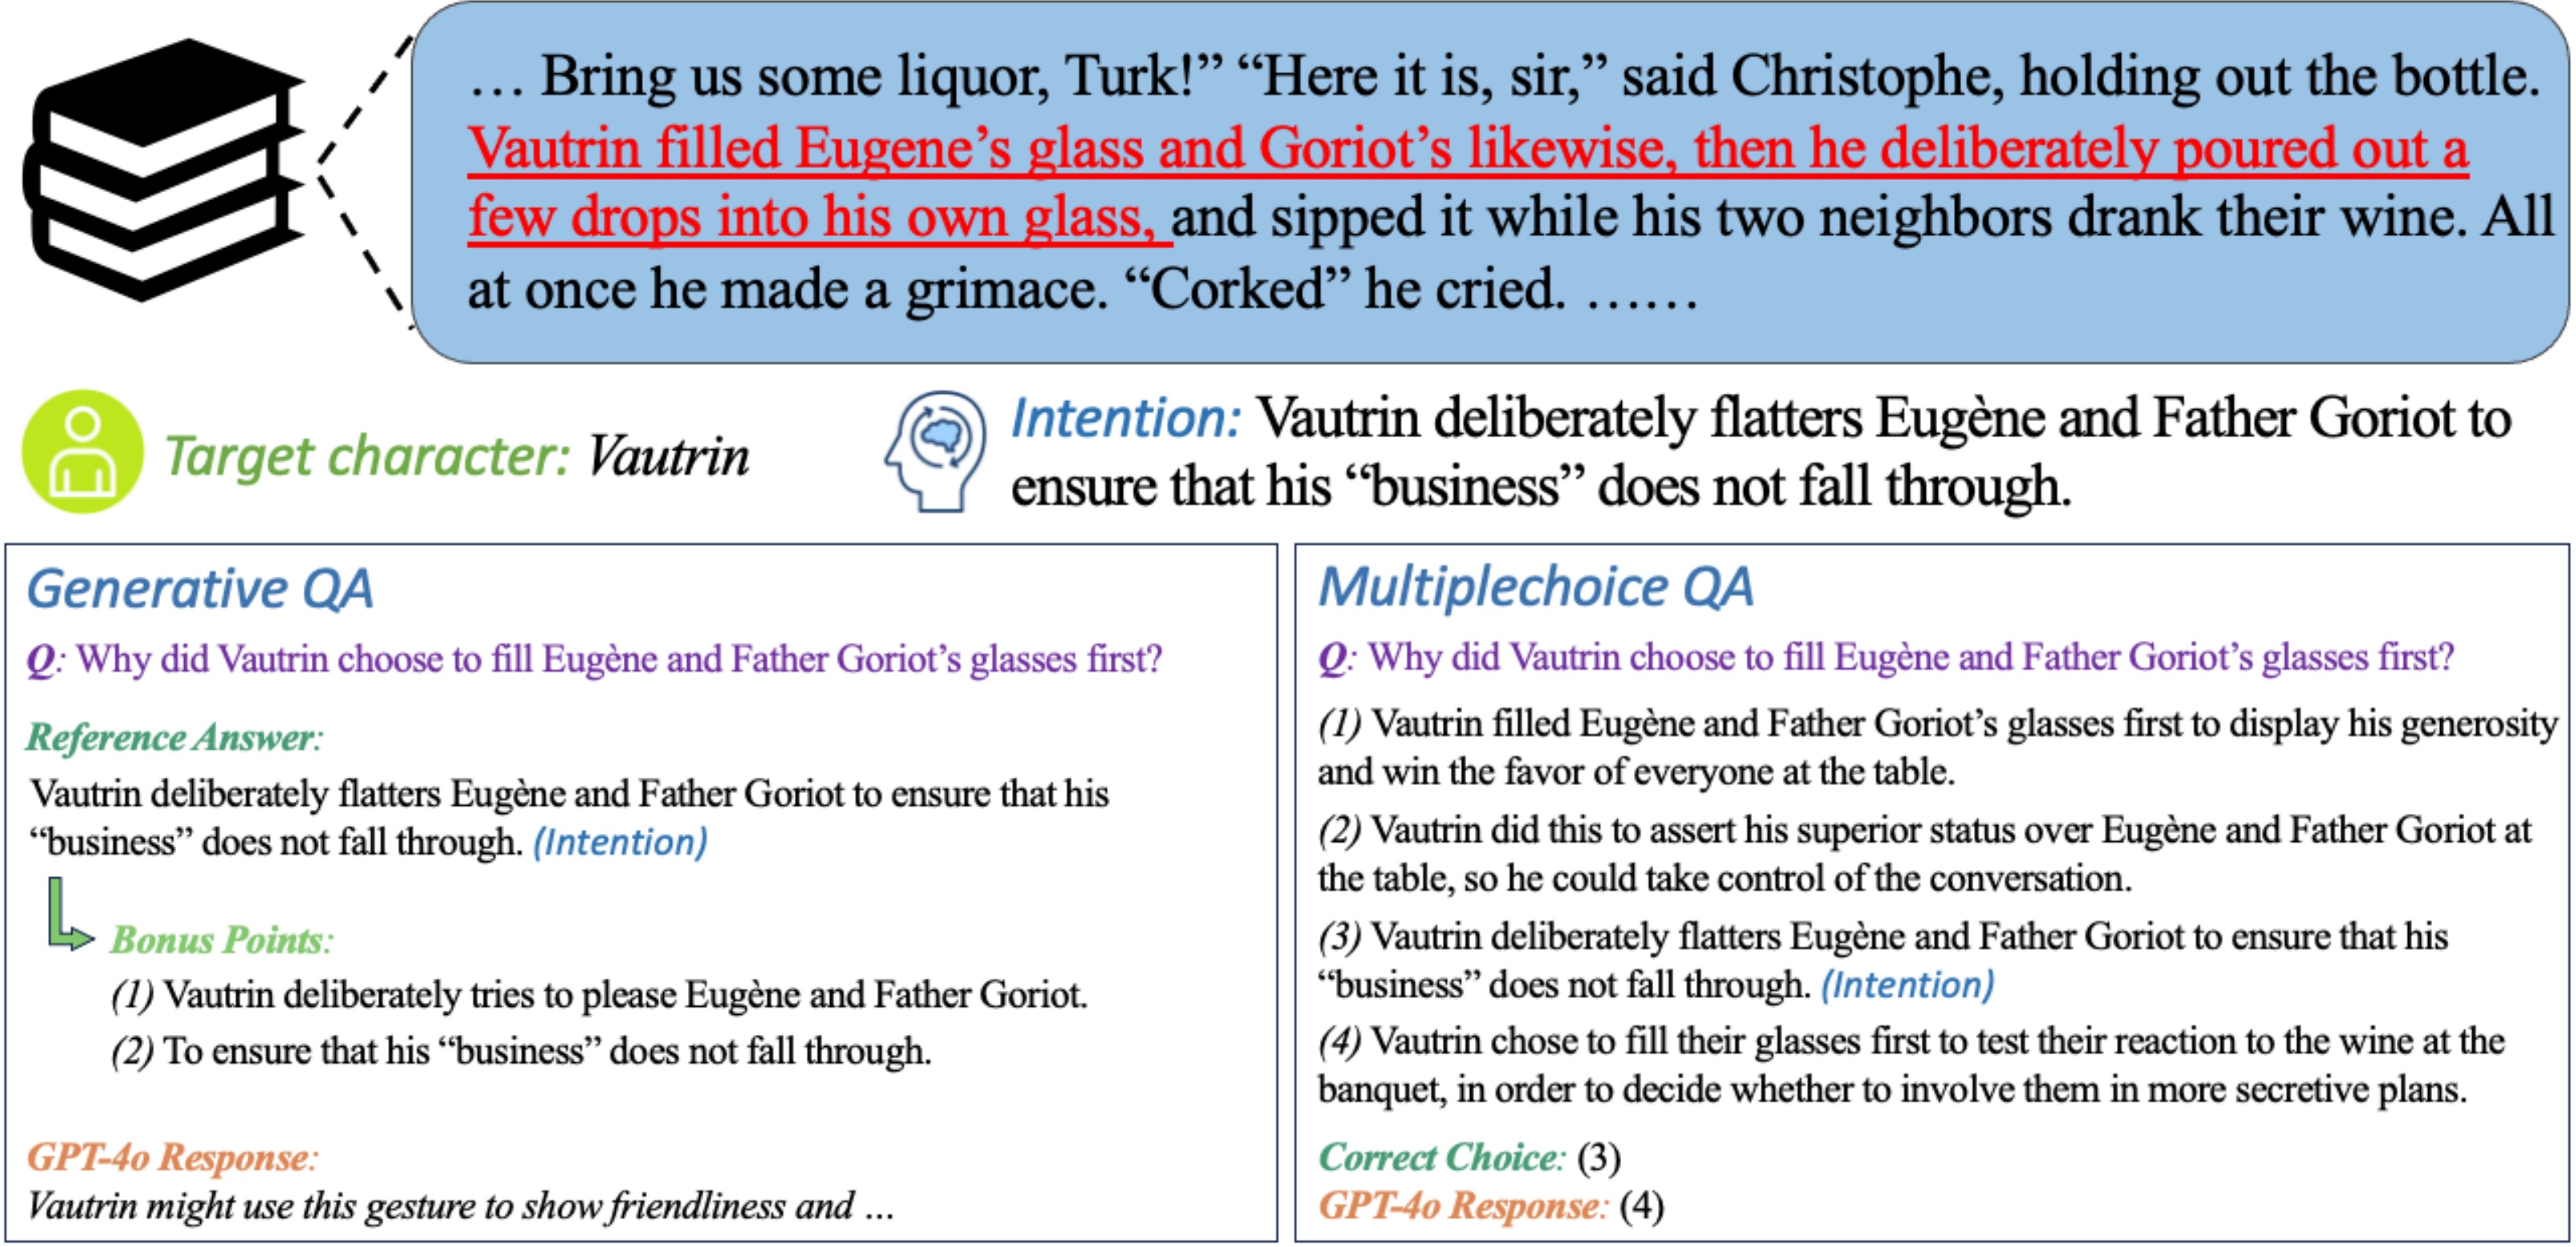 … Bring us some liquor, Turk!” “Here it is, sir,” said Christophe, holding out the bottle.
Vautrin filled Eugene’s glass and Goriot’s likewise, then he deliberately poured out a
few drops into his own glass, and sipped it while his two neighbors drank their wine. All
at once he made a grimace. “Corked” he cried. ……
Target character: Vautrin
Intention: Vautrin deliberately flatters Eugène and Father Goriot to
ensure that his “business” does not fall through.
Generative QA
Q: Why did Vautrin choose to fill Eugène and Father Goriot’s glasses first?
Reference Answer:
Vautrin deliberately flatters Eugène and Father Goriot to ensure that his
“business” does not fall through. (Intention)
Bonus Points:
(1) Vautrin deliberately tries to please Eugène and Father Goriot.
(2) To ensure that his “business” does not fall through.
GPT-4o Response:
Vautrin might use this gesture to show friendliness and …
Multiplechoice QA
Q: Why did Vautrin choose to fill Eugène and Father Goriot’s glasses first?
(1) Vautrin filled Eugène and Father Goriot’s glasses first to display his generosity
and win the favor of everyone at the table.
(2) Vautrin did this to assert his superior status over Eugène and Father Goriot at
the table, so he could take control of the conversation.
(3) Vautrin deliberately flatters Eugène and Father Goriot to ensure that his
“business” does not fall through. (Intention)
(4) Vautrin chose to fill their glasses first to test their reaction to the wine at the
banquet, in order to decide whether to involve them in more secretive plans.
Correct Choice: (3)
GPT-4o Response: (4)